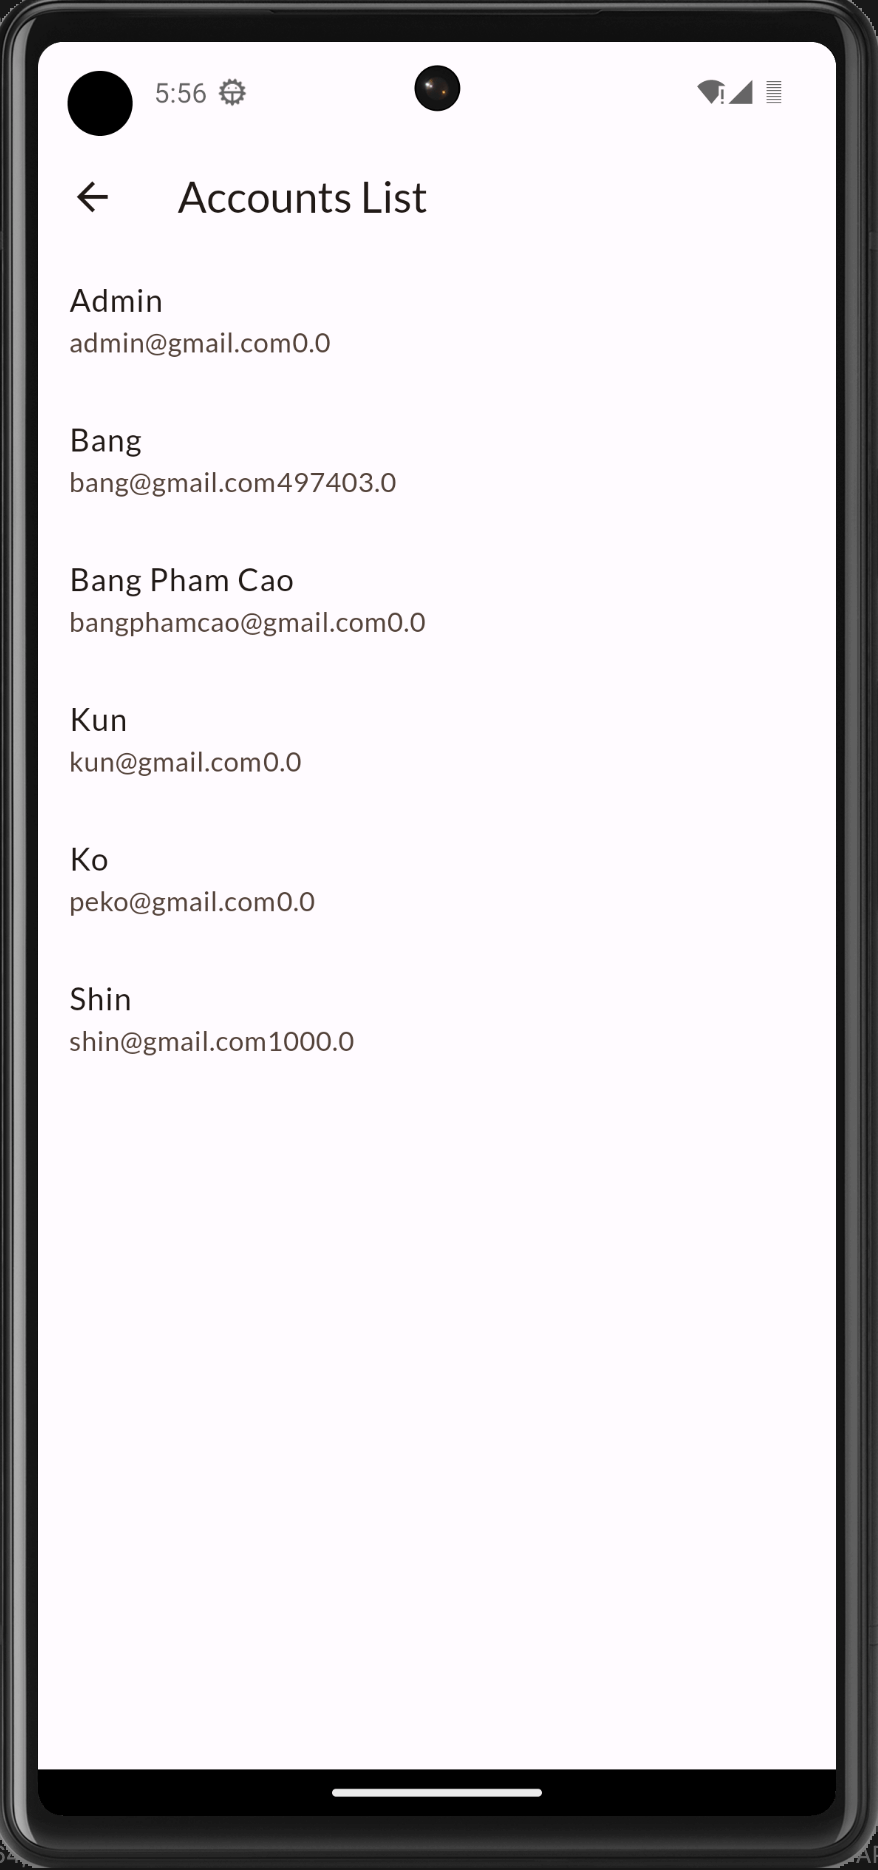 5:56
Accounts List
Admin
admin@gmail.com0.0
Bang
bang@gmail.com497403.0
Bang Pham Cao
bangphamcao@gmail.com0.0
Kun
kun@gmail.com0.0
Ko
peko@gmail.com0.0
Shin
shin@gmail.com1000.0